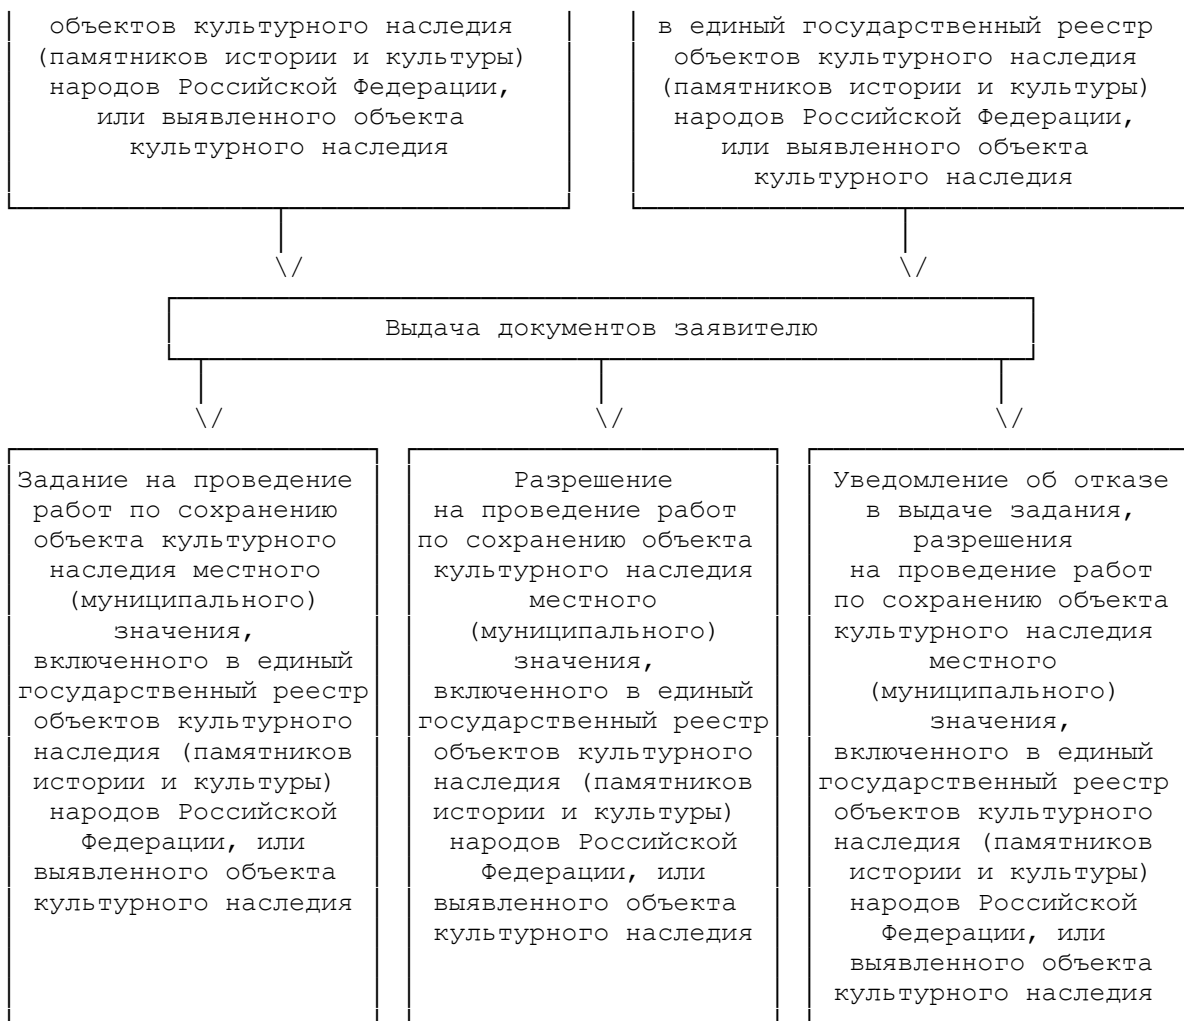 объектов культурного наследия
(памятников истории и культуры)
народов Российской Федерации,
или выявленного объекта
культурного наследия
в единый государственный реестр
объектов культурного наследия
(памятников истории и культуры)
народов Российской Федерации,
или выявленного объекта
культурного наследия
Выдача документов заявителю
Задание на проведение
работ по сохранению
объекта культурного
наследия местного
(муниципального)
значения,
включенного в единый
государственный реестр
объектов культурного
наследия (памятников
истории и культуры)
народов Российской
Федерации, или
выявленного объекта
культурного наследия
Разрешение
на проведение работ
по сохранению объекта
культурного наследия
местного
(муниципального)
значения,
включенного в единый
государственный реестр
объектов культурного
наследия (памятников
истории и культуры)
народов Российской
Федерации, или
выявленного объекта
культурного наследия
Уведомление об отказе
в выдаче задания,
разрешения
на проведение работ
по сохранению объекта
культурного наследия
местного
(муниципального)
значения,
включенного в единый
государственный реестр
объектов культурного
наследия (памятников
истории и культуры)
народов Российской
Федерации, или
выявленного объекта
культурного наследия